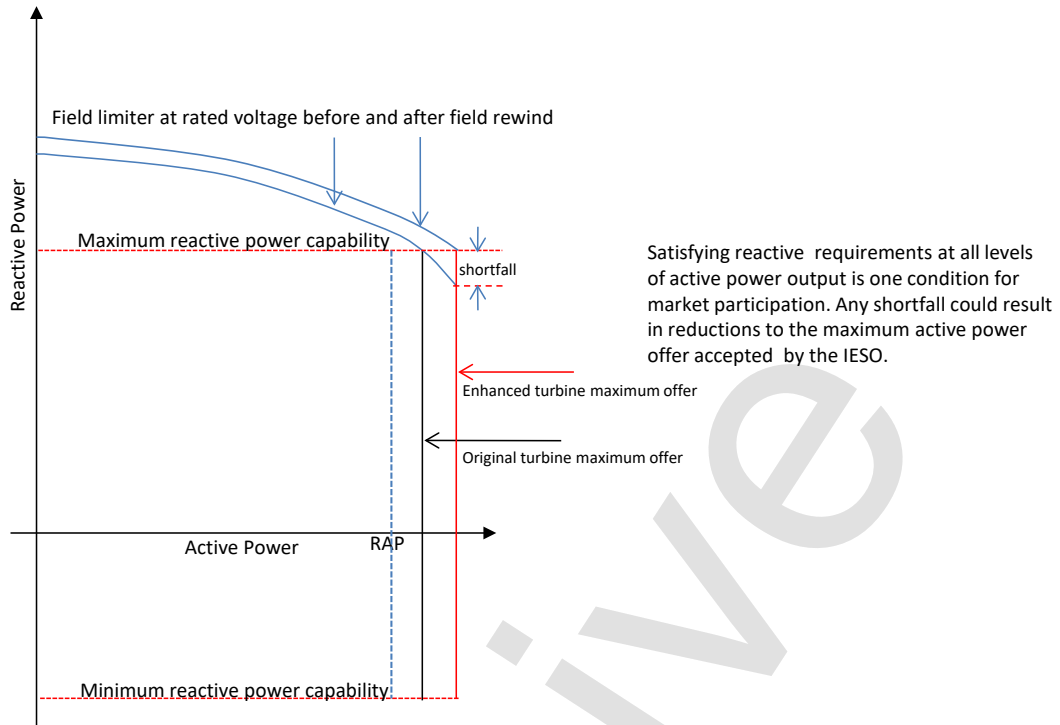 Field limiter at rated voltage before and after field rewind
Reactive Power
Maximum reactive power capability
shortfall
Satisfying reactive requirements at all levels
of active power output is one condition for
market participation. Any shortfall could result
in reductions to the maximum active power
offer accepted by the IESO.
Enhanced turbine maximum offer
Original turbine maximum offer
Active Power
RAP
Minimum reactive power capability
ive